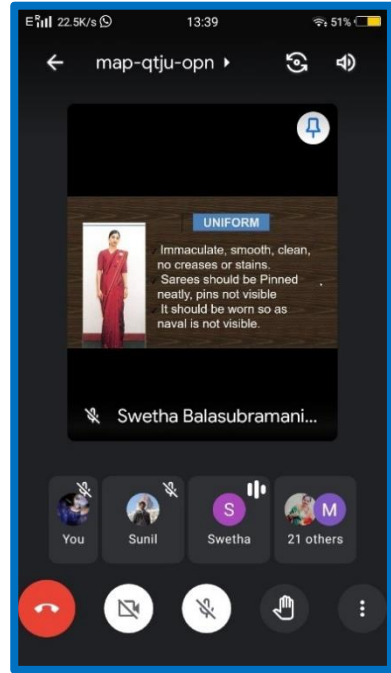 22.5K/s 13:39 51%
map-qtju-opn
UNIFORM
Immaculate, smooth, clean,
no creases or stains.
Sarees should be Pinned
neatly, pins not visible
It should be worn so as
naval is not visible.
Swetha Balasubramani...
S M
You Sunil Swetha 21 others